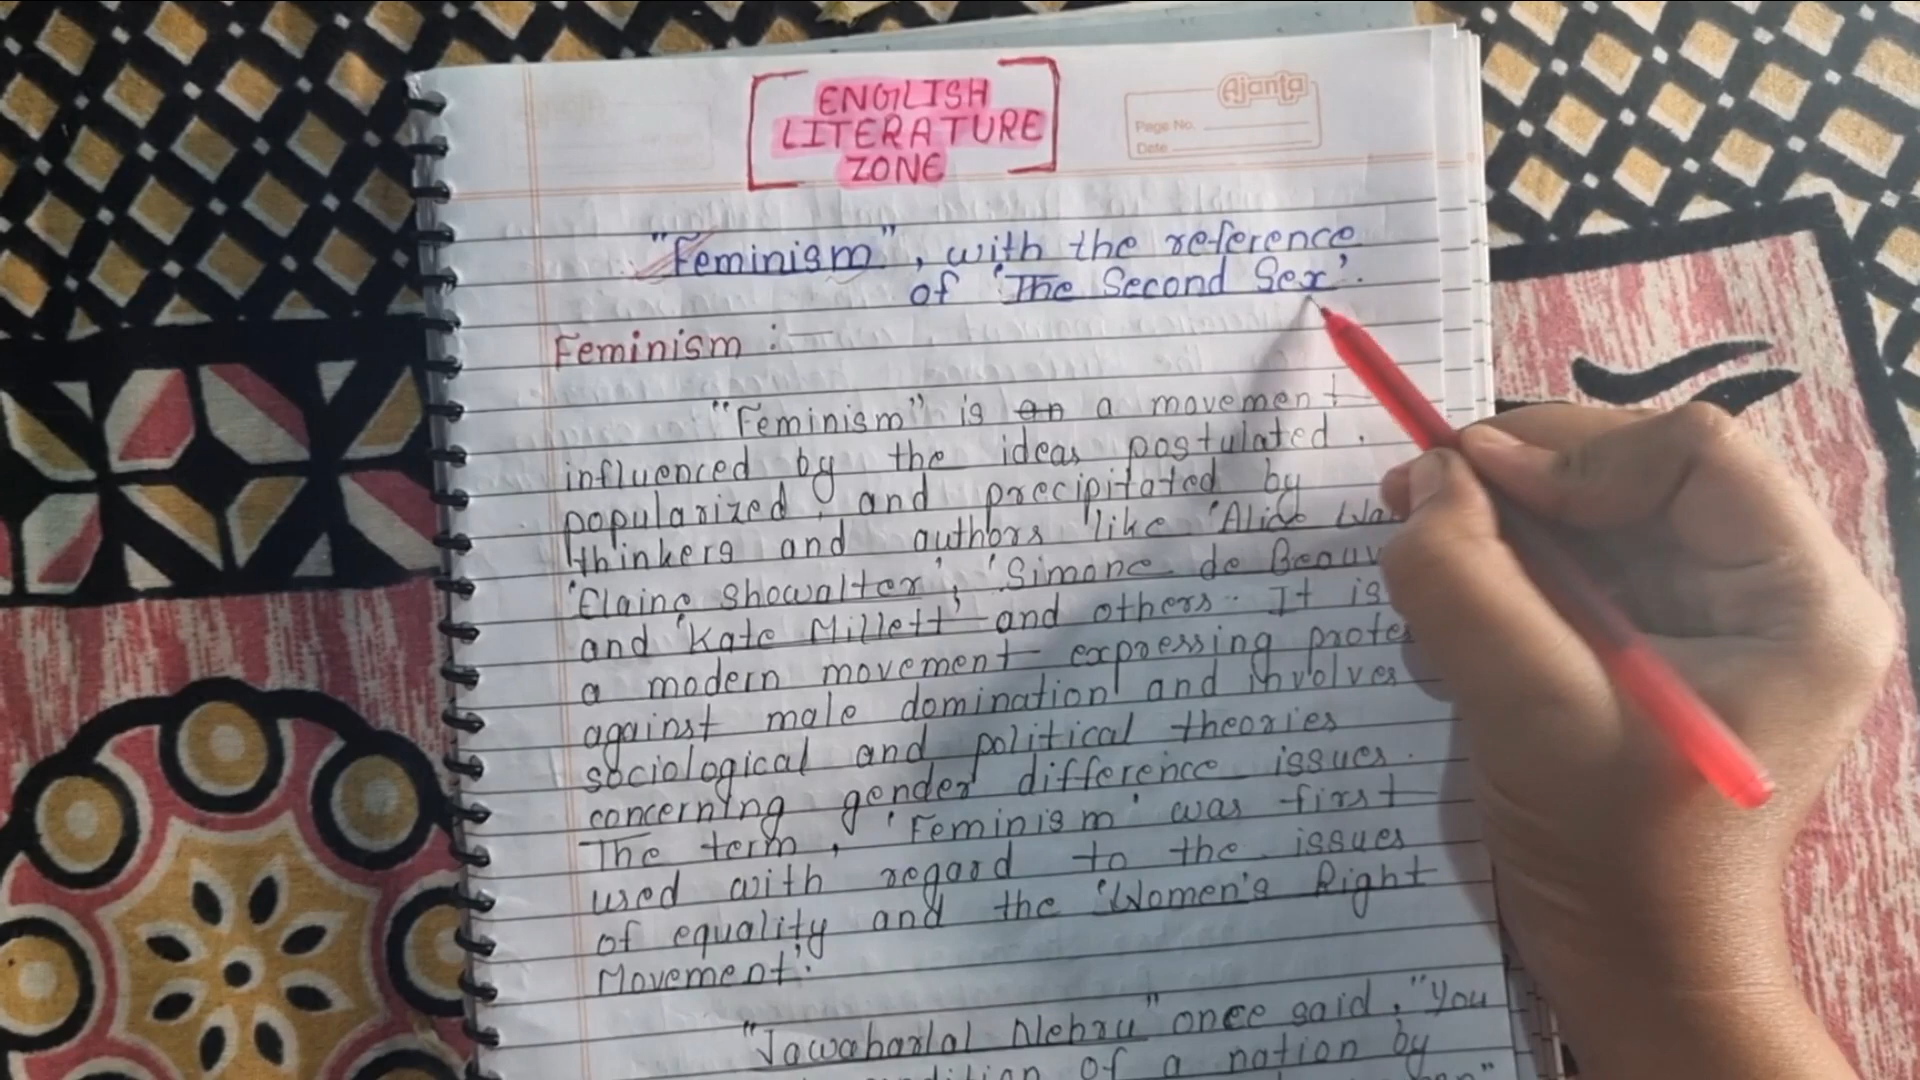 ENGLISH
LITERATURE
ZONE
Ajanta
Page No.
Date
"Feminism", with the reference
of 'The Second Sex'.
Feminism :-
"Feminism" is an a movement
influenced by the ideas postulated,
popularized, and precipitated by
thinkers and authors like 'Alice
'Elaine Showalter', 'Simone de
and 'Kate Millett' and others. It is
a modern movement expressing
against male domination and involves
sociological and political theories
concerning gender difference issues.
The term, 'Feminism' was first
used with regard to the issues
of equality and the 'Women's Right
Movement'.
"Jawaharlal Nehru" once said, "You
of a nation by